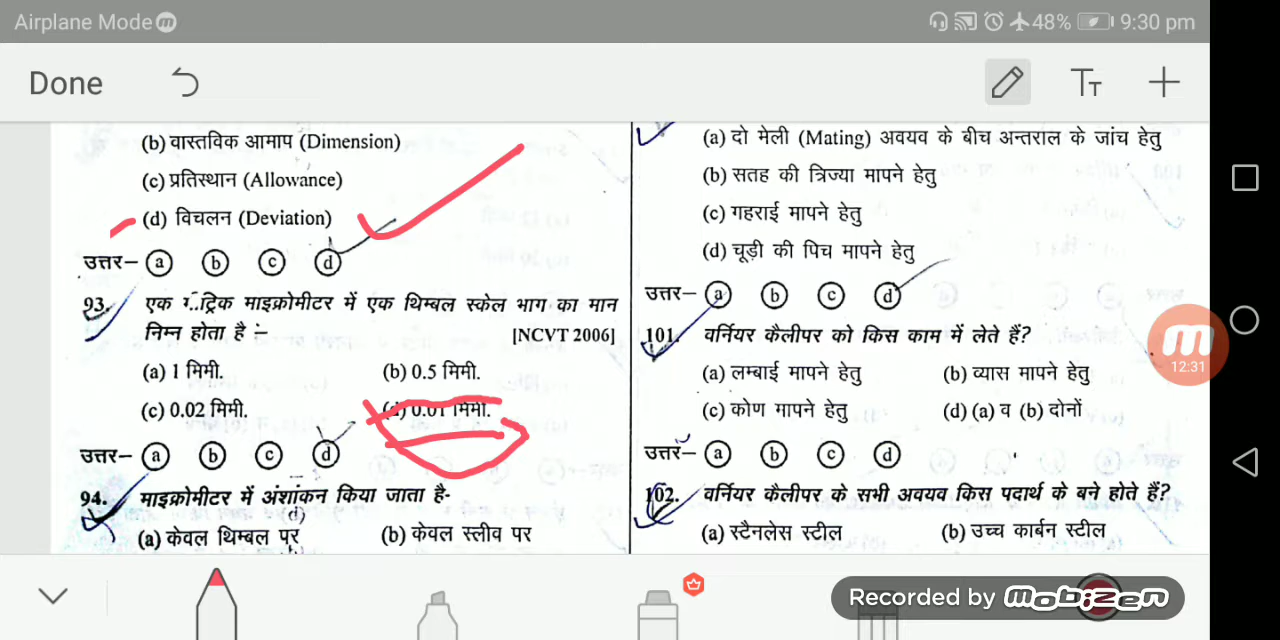 Airplane Mode
48%
9:30 pm
Done
(b) वास्तविक आमाप (Dimension)
(c) प्रतिस्थान (Allowance)
(d) विचलन (Deviation)
उत्तर– (a) (b) (c) (d)
93. एक थिम्बल स्केल भाग का मान
एक माइक्रोमीटर में
निम्न होता है :–
[NCVT 2006]
(a) 1 मिमी.
(b) 0.5 मिमी.
(c) 0.02 मिमी.
(d) 0.01 मिमी.
उत्तर– (a) (b) (c) (d)
94. माइक्रोमीटर में अंशांकन किया जाता है-
(d)
(a) केवल थिम्बल पर
(b) केवल स्लीव पर
(a) दो मेली (Mating) अवयव के बीच अन्तराल के जांच हेतु
(b) सतह की त्रिज्या मापने हेतु
(c) गहराई मापने हेतु
(d) चूड़ी की पिच मापने हेतु
उत्तर– (a) (b) (c) (d)
101. वर्नियर कैलीपर को किस काम में लेते हैं?
(a) लम्बाई मापने हेतु
(b) व्यास मापने हेतु
(c) कोण गापने हेतु
(d) (a) व (b) दोनों
उत्तर– (a) (b) (c) (d)
102. वर्नियर कैलीपर के सभी अवयव किस पदार्थ के बने होते हैं?
(a) स्टैनलेस स्टील
(b) उच्च कार्बन स्टील
12:31
Recorded by Mobizen